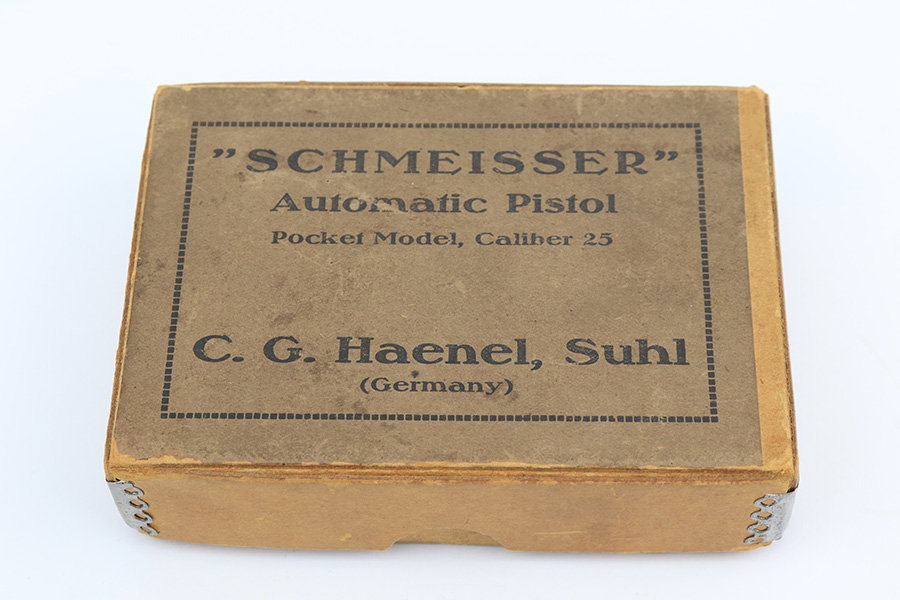 "SCHMEISSER"
Automatic Pistol
Pocket Model, Caliber 25
C. G. Haenel, Suhl
(Germany)